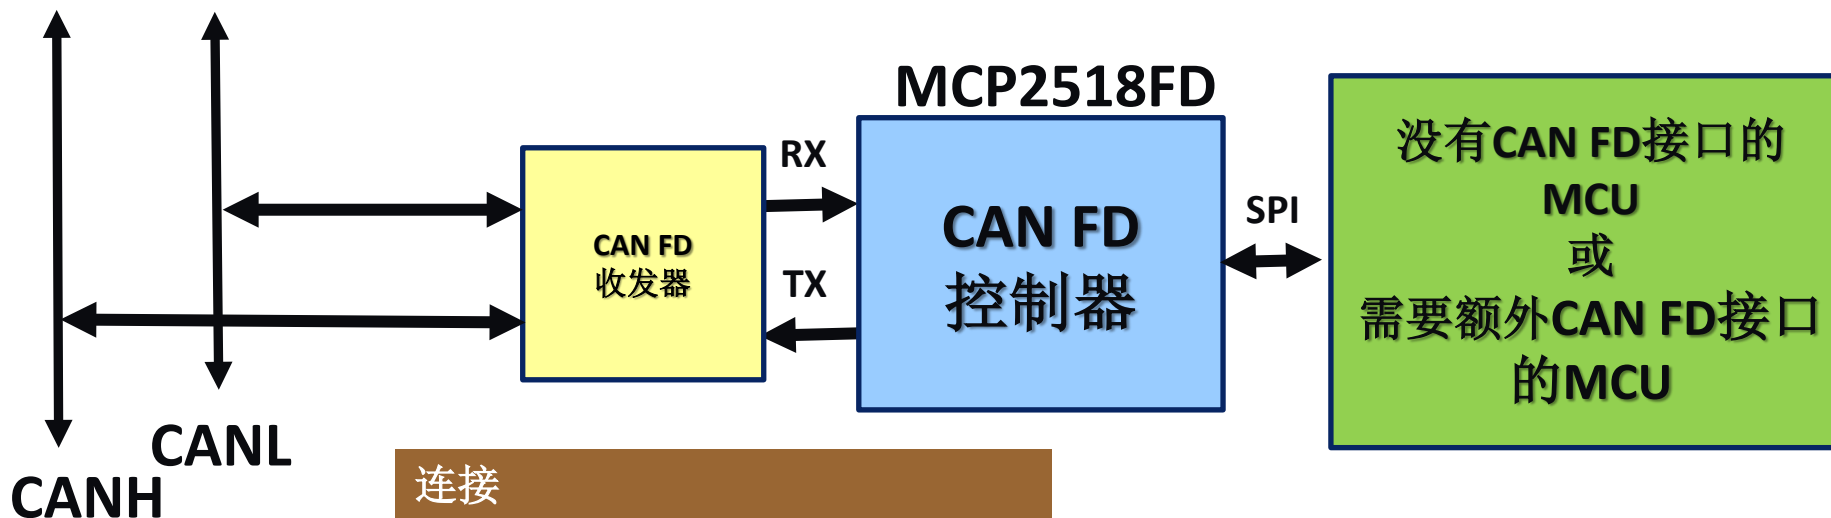 MCP2518FD
RX
TX
CAN FD
收发器
CAN FD
控制器
SPI
没有CAN FD接口的
MCU
或
需要额外CAN FD接口
的MCU
CANL
CANH
连接